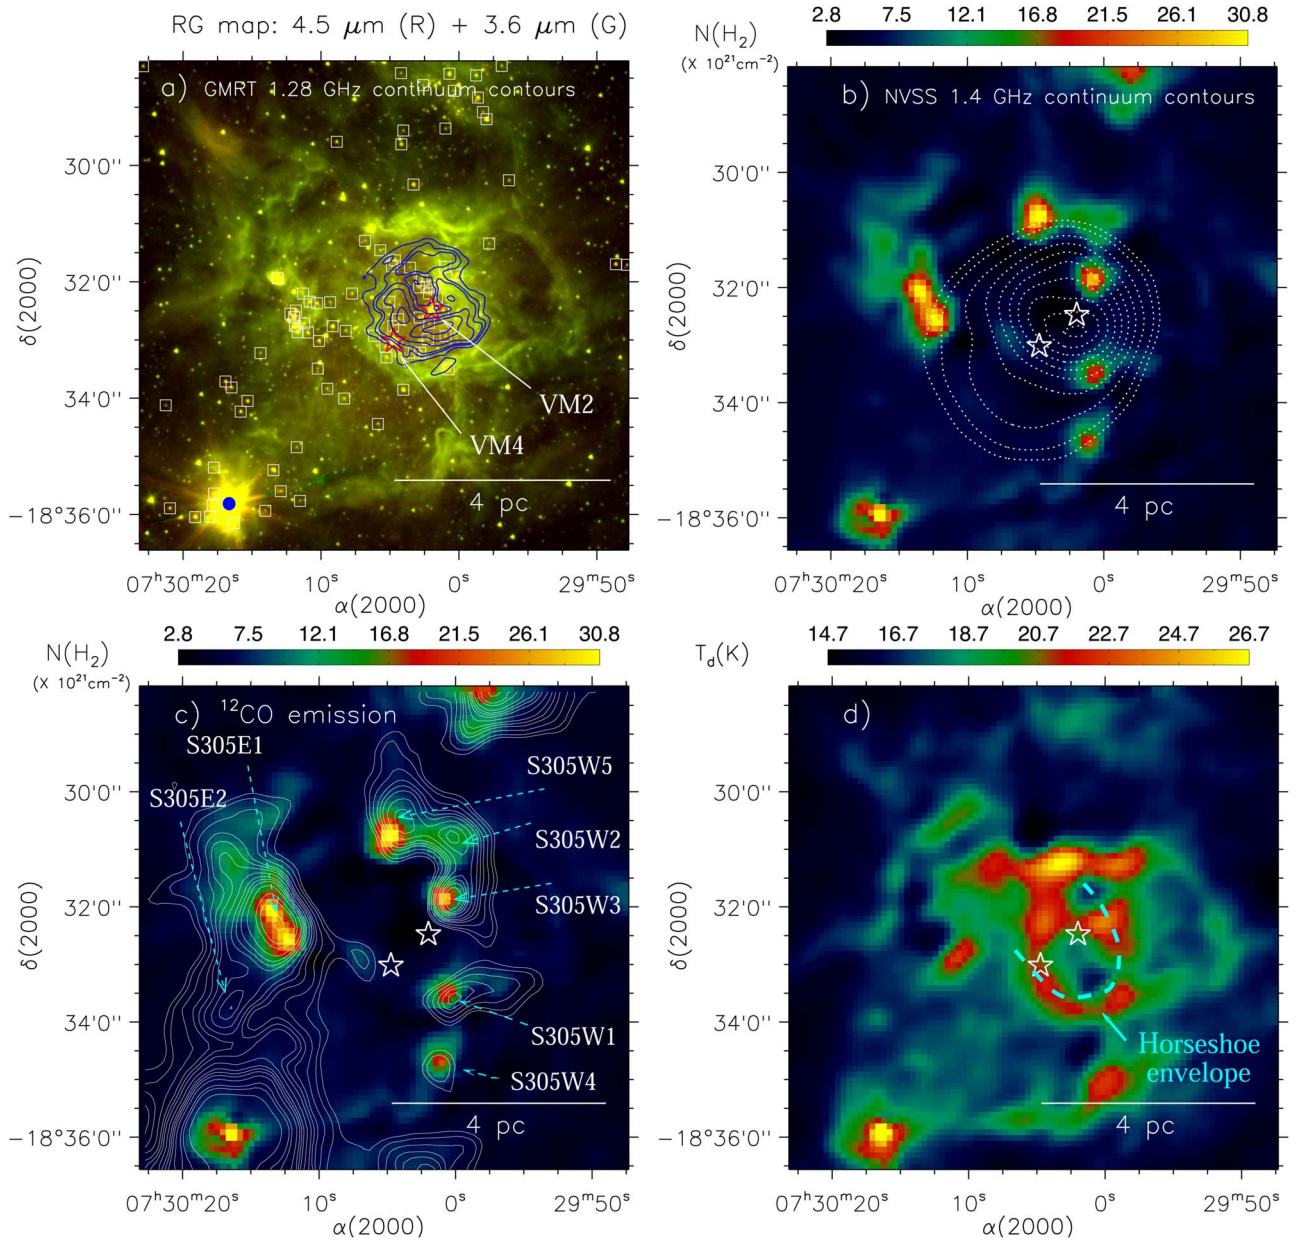 RG map: 4.5 μm (R) + 3.6 μm (G)
a) GMRT 1.28 GHz continuum contours
30'0''
32'0''
34'0''
−18°36'0''
δ(2000)
VM2
VM4
4 pc
07ʰ30ᵐ20ˢ 10ˢ 0ˢ 29ᵐ50ˢ
α(2000)
2.8 7.5 12.1 16.8 21.5 26.1 30.8
N(H₂)
(X 10²¹cm⁻²)
b) NVSS 1.4 GHz continuum contours
30'0''
32'0''
34'0''
−18°36'0''
δ(2000)
4 pc
07ʰ30ᵐ20ˢ 10ˢ 0ˢ 29ᵐ50ˢ
α(2000)
2.8 7.5 12.1 16.8 21.5 26.1 30.8
N(H₂)
(X 10²¹cm⁻²)
c) ¹²CO emission
S305E1
S305E2
S305W5
S305W2
S305W3
S305W1
S305W4
30'0''
32'0''
34'0''
−18°36'0''
δ(2000)
4 pc
07ʰ30ᵐ20ˢ 10ˢ 0ˢ 29ᵐ50ˢ
α(2000)
14.7 16.7 18.7 20.7 22.7 24.7 26.7
T_d(K)
d)
30'0''
32'0''
34'0''
−18°36'0''
δ(2000)
Horseshoe
envelope
4 pc
07ʰ30ᵐ20ˢ 10ˢ 0ˢ 29ᵐ50ˢ
α(2000)